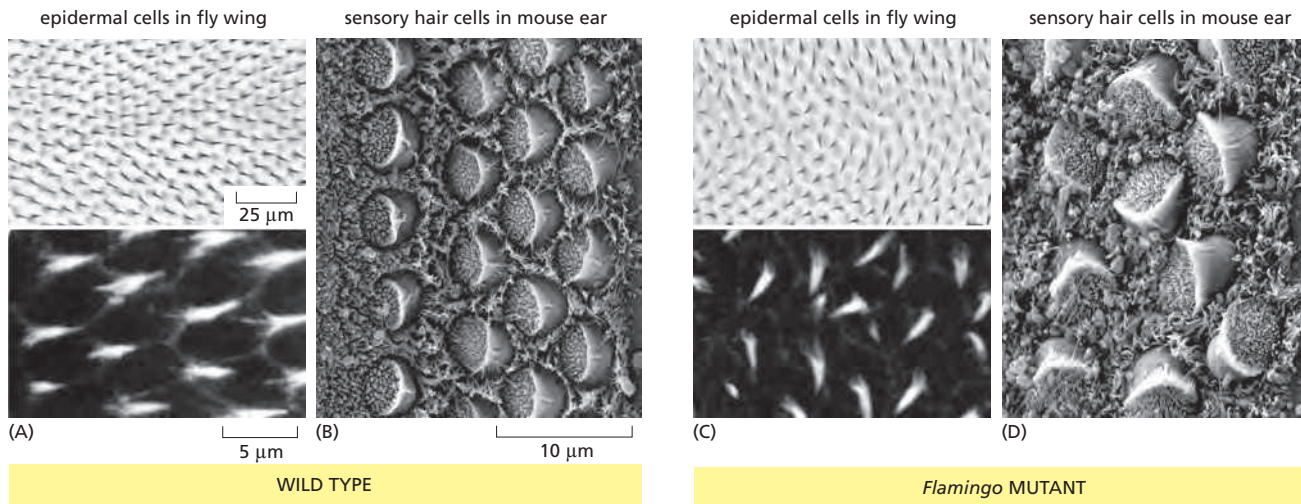 epidermal cells in fly wing
sensory hair cells in mouse ear
epidermal cells in fly wing
sensory hair cells in mouse ear
25 μm
(A)
(B)
(C)
(D)
5 μm
10 μm
WILD TYPE
Flamingo MUTANT